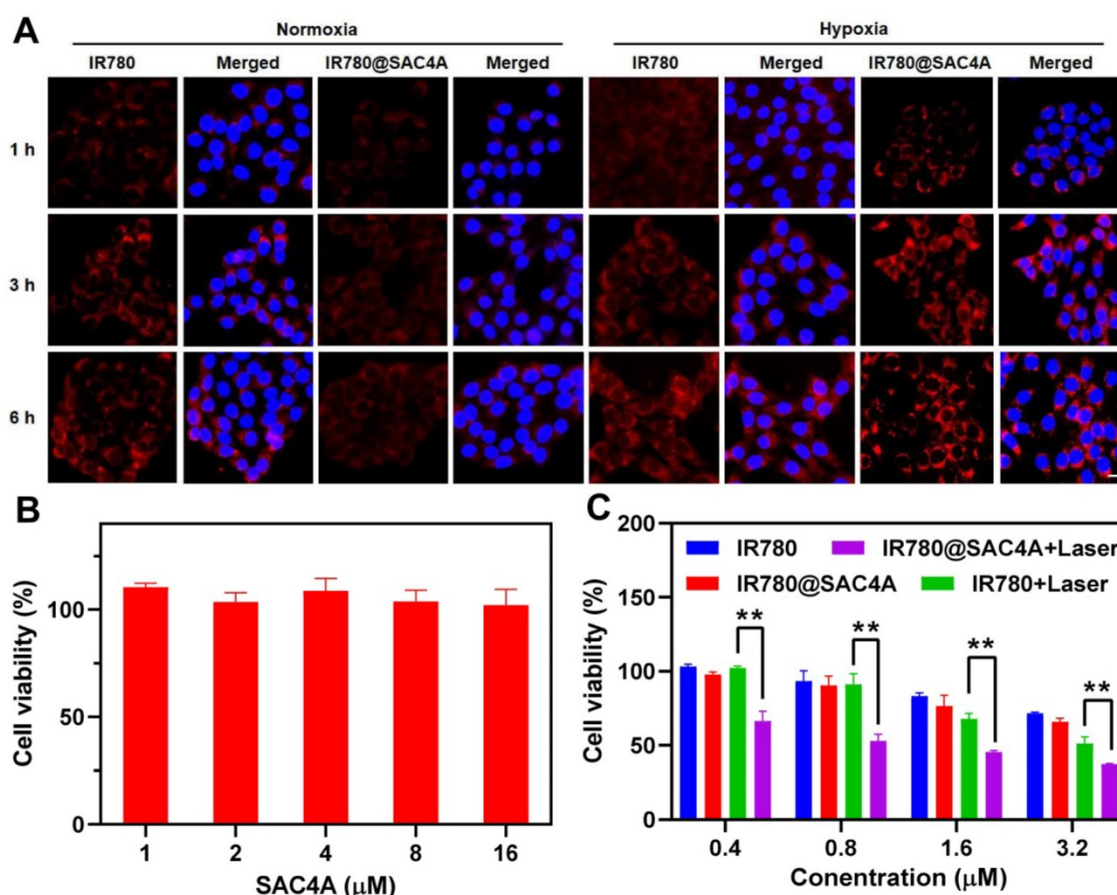 A
Normoxia
Hypoxia
IR780 Merged IR780@SAC4A Merged IR780 Merged IR780@SAC4A Merged
1 h
3 h
6 h
B
Cell viability (%)
100
50
0
1 2 4 8 16
SAC4A (μM)
C
Cell viability (%)
200
150
100
50
0
IR780 IR780@SAC4A+Laser
IR780@SAC4A IR780+Laser
** ** ** **
0.4 0.8 1.6 3.2
Conentration (μM)